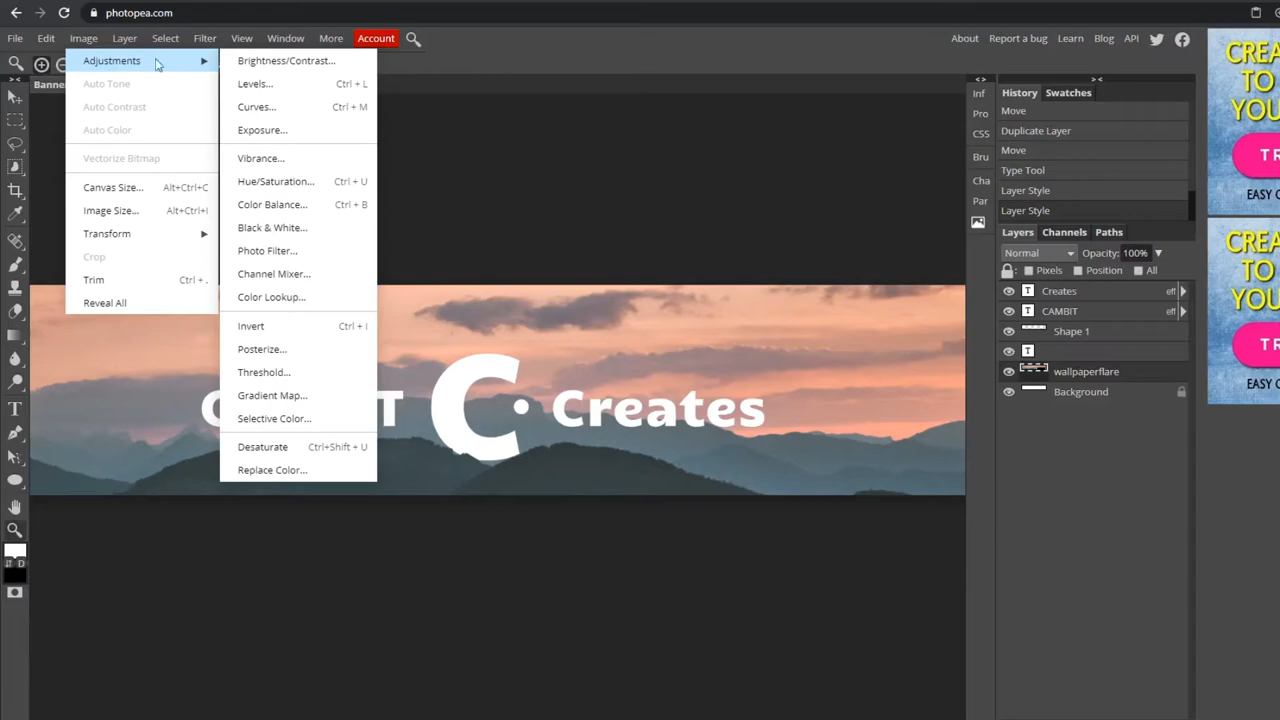 photopea.com
File Edit Image Layer Select Filter View Window More Account
About Report a bug Learn Blog API
Banne
Adjustments
Auto Tone
Auto Contrast
Auto Color
Vectorize Bitmap
Canvas Size... Alt+Ctrl+C
Image Size... Alt+Ctrl+I
Transform
Crop
Trim Ctrl + .
Reveal All
Brightness/Contrast...
Levels... Ctrl + L
Curves... Ctrl + M
Exposure...
Vibrance...
Hue/Saturation... Ctrl + U
Color Balance... Ctrl + B
Black & White...
Photo Filter...
Channel Mixer...
Color Lookup...
Invert Ctrl + I
Posterize...
Threshold...
Gradient Map...
Selective Color...
Desaturate Ctrl+Shift + U
Replace Color...
C T C · Creates
D
<> ><
Inf
Pro
CSS
Bru
Cha
Par
History Swatches
Move
Duplicate Layer
Move
Type Tool
Layer Style
Layer Style
Layers Channels Paths
Normal Opacity: 100%
Pixels Position All
T Creates eff
T CAMBIT eff
Shape 1
T
wallpaperflare
Background
CREA
TO
YOU
TR
EASY O
CREA
TO
YOU
TR
EASY O